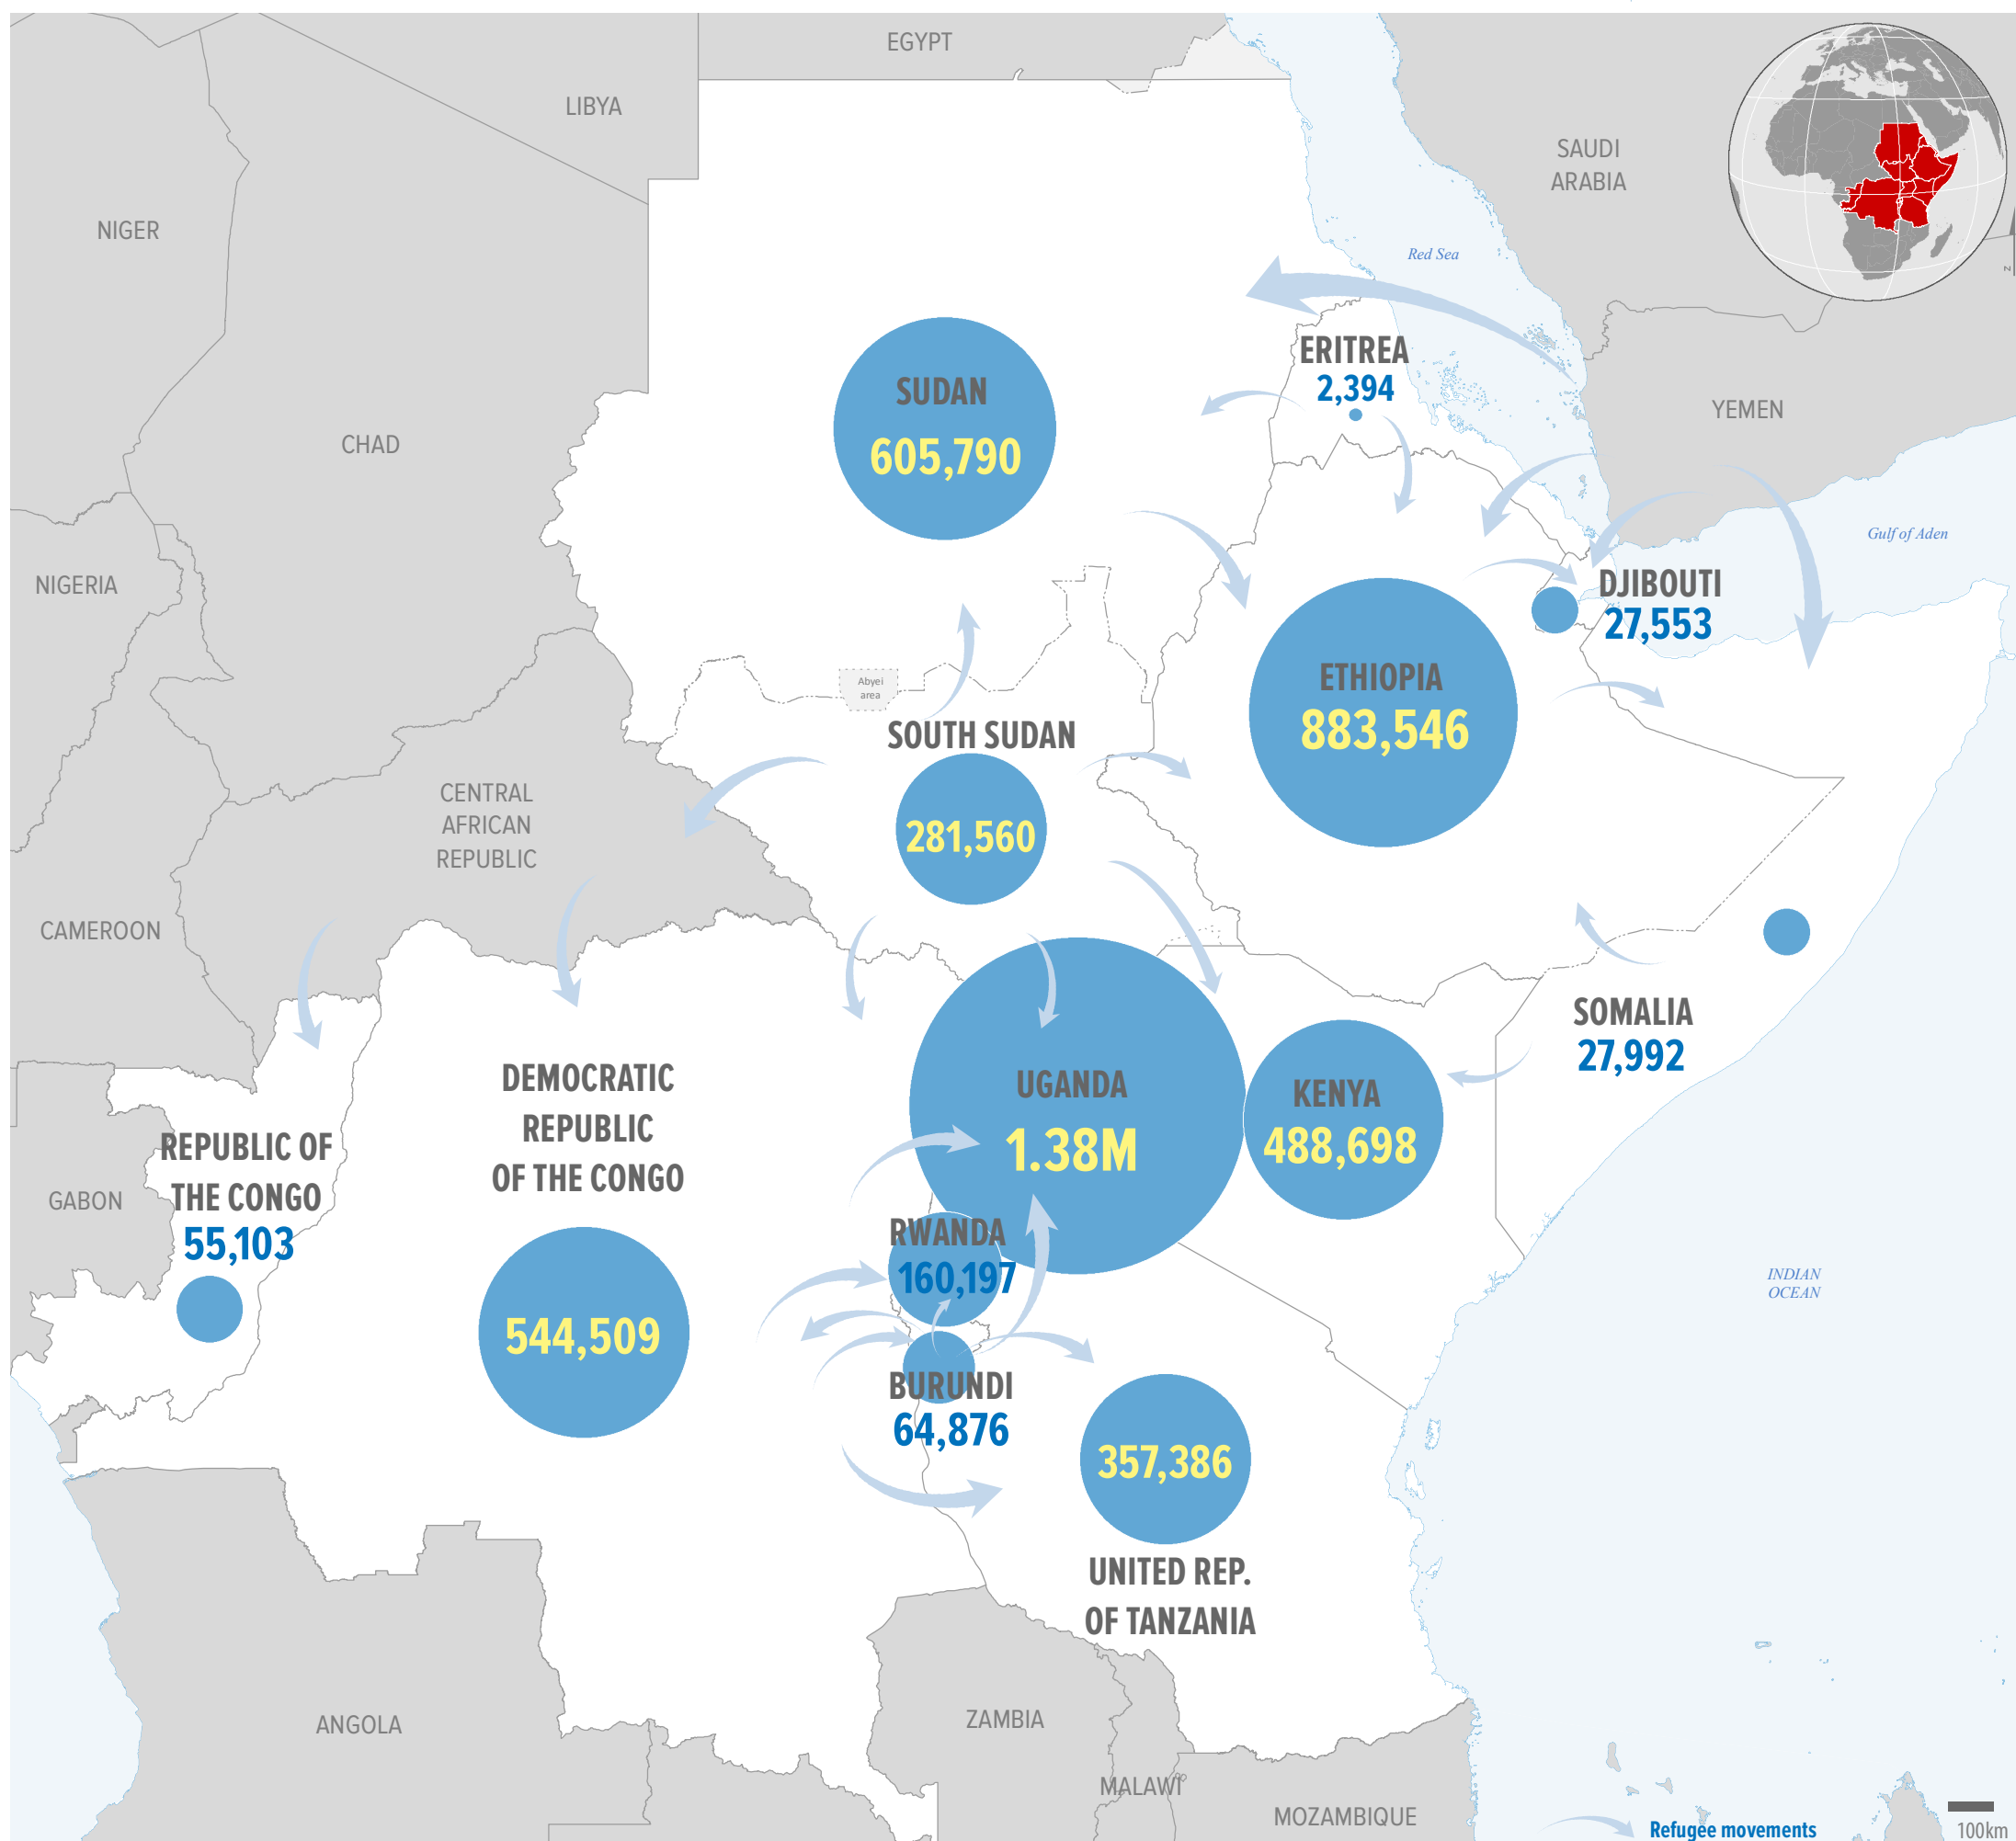 EGYPT
LIBYA
SAUDI
ARABIA
NIGER
Red Sea
ERITREA
2,394
SUDAN
605,790
YEMEN
CHAD
Gulf of Aden
NIGERIA
DJIBOUTI
27,553
ETHIOPIA
883,546
Abyei
area
SOUTH SUDAN
281,560
CENTRAL
AFRICAN
REPUBLIC
CAMEROON
SOMALIA
27,992
DEMOCRATIC
REPUBLIC
OF THE CONGO
544,509
UGANDA
1.38M
KENYA
488,698
REPUBLIC OF
THE CONGO
55,103
GABON
RWANDA
160,197
INDIAN
OCEAN
BURUNDI
64,876
357,386
UNITED REP.
OF TANZANIA
ANGOLA
ZAMBIA
MALAWI
MOZAMBIQUE
Refugee movements
100km
N